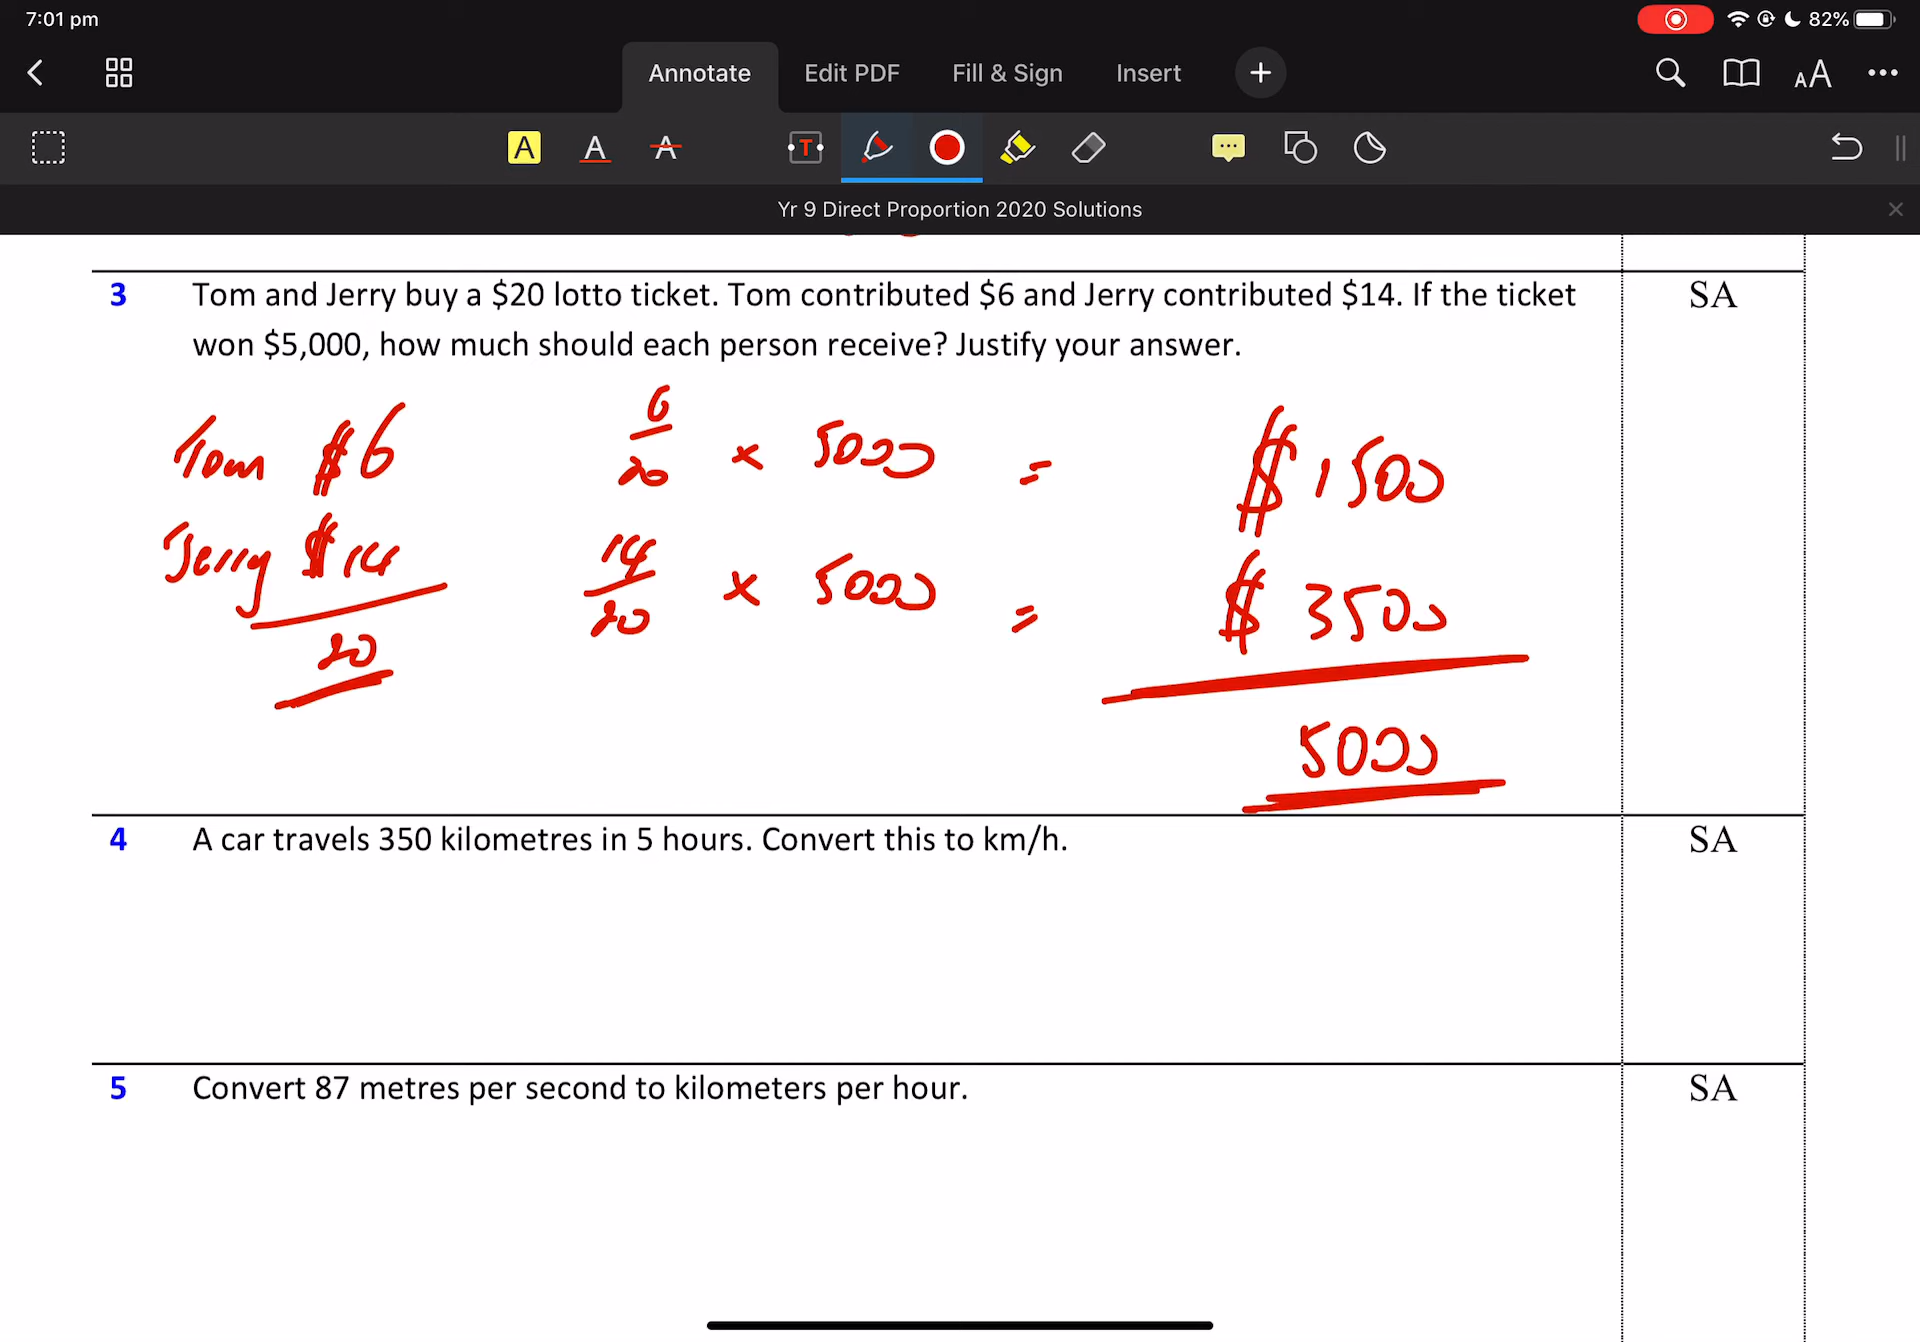 7:01 pm
82%
Annotate Edit PDF Fill & Sign Insert
AA
A A A T
Yr 9 Direct Proportion 2020 Solutions
3 Tom and Jerry buy a $20 lotto ticket. Tom contributed $6 and Jerry contributed $14. If the ticket SA
won $5,000, how much should each person receive? Justify your answer.
Tom $6 6/20 × 5000 = $1500
Jerry $14 14/20 × 5000 = $3500
20
5000
4 A car travels 350 kilometres in 5 hours. Convert this to km/h. SA
5 Convert 87 metres per second to kilometers per hour. SA